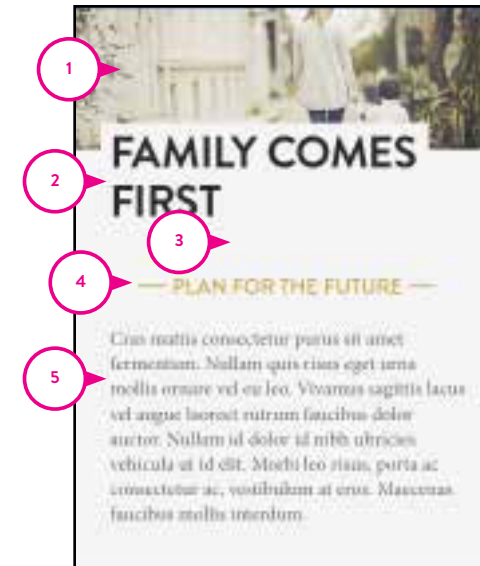 1
FAMILY COMES
2
FIRST
3
4
— PLAN FOR THE FUTURE —
Cras mattis consectetur purus sit amet
fermentum. Nullam quis risus eget urna
5
mollis ornare vel eu leo. Vivamus sagittis lacus
vel augue laoreet rutrum faucibus dolor
auctor. Nullam id dolor id nibh ultricies
vehicula ut id elit. Morbi leo risus, porta ac
consectetur ac, vestibulum at eros. Maecenas
faucibus mollis interdum.